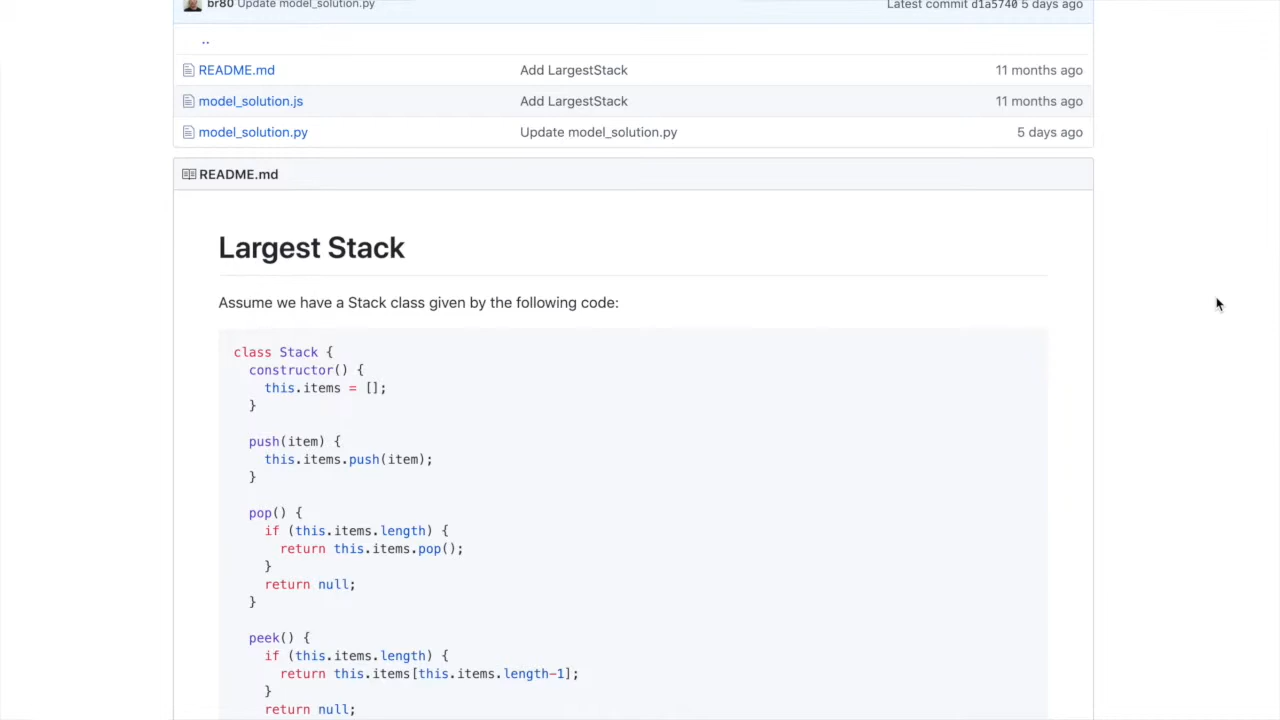 br80 Update model_solution.py Latest commit d1a5740 5 days ago
..
README.md Add LargestStack 11 months ago
model_solution.js Add LargestStack 11 months ago
model_solution.py Update model_solution.py 5 days ago
README.md
Largest Stack
Assume we have a Stack class given by the following code:
class Stack {
  constructor() {
    this.items = [];
  }
  push(item) {
    this.items.push(item);
  }
  pop() {
    if (this.items.length) {
      return this.items.pop();
    }
    return null;
  }
  peek() {
    if (this.items.length) {
      return this.items[this.items.length-1];
    }
    return null;